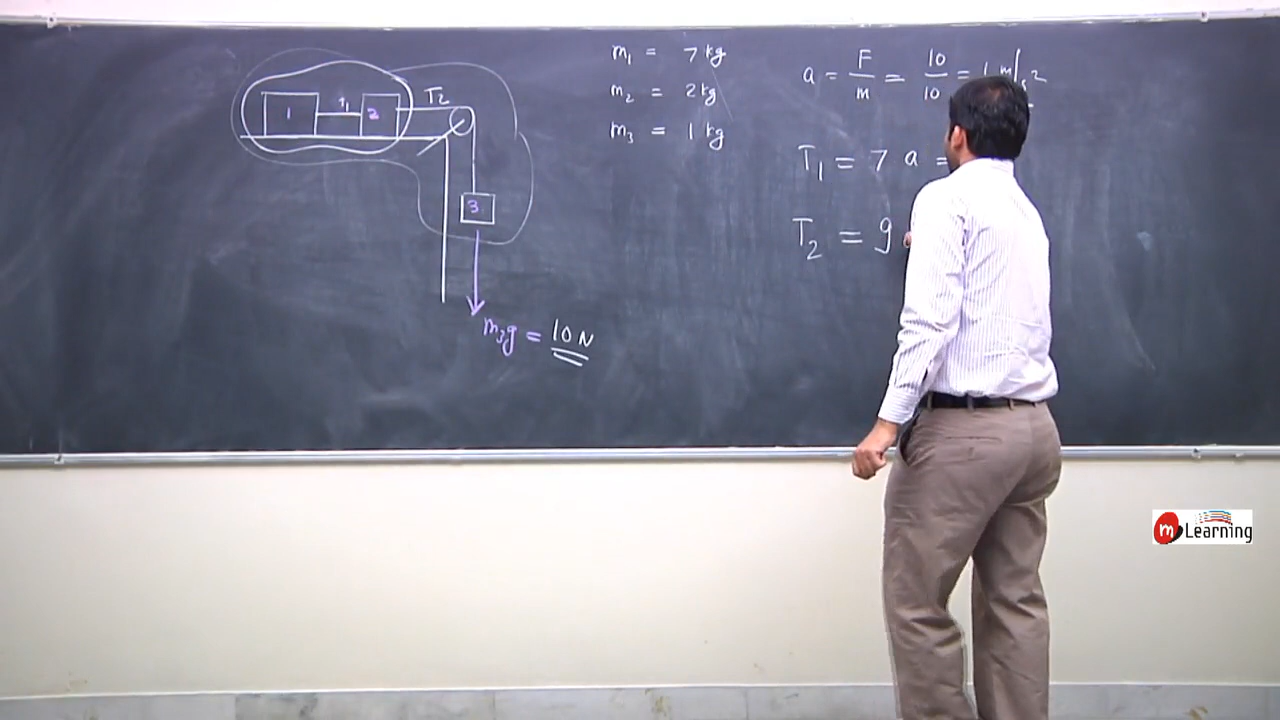 m₁ = 7 kg
m₂ = 2 kg
m₃ = 1 kg
1
T₁
2
T₂
3
m₃g = 10 N
a = F/m = 10/10 = 1 m/s²
T₁ = 7 a =
T₂ = 9
m Learning